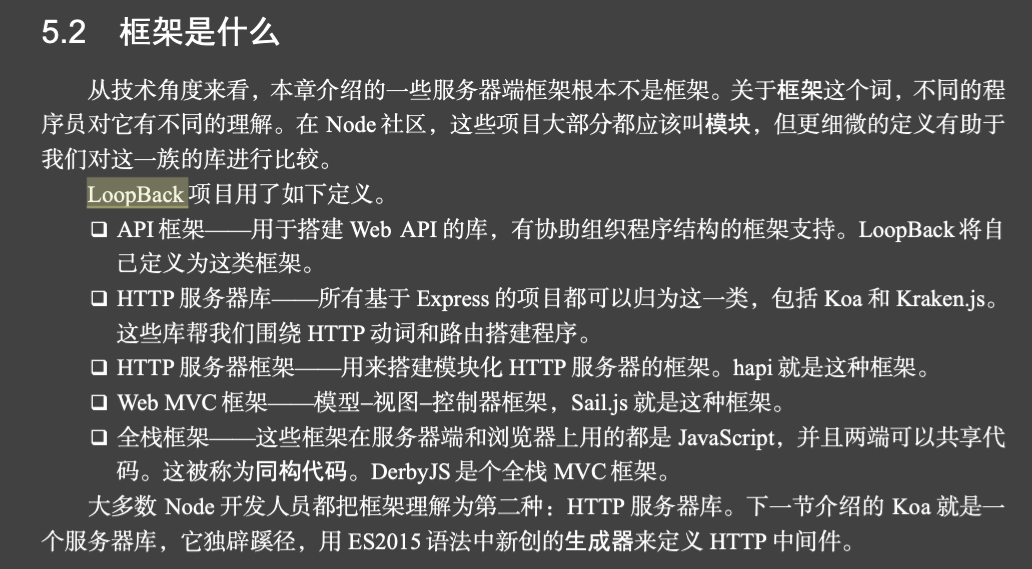 5.2 框架是什么
从技术角度来看，本章介绍的一些服务器端框架根本不是框架。关于框架这个词，不同的程
序员对它有不同的理解。在 Node 社区，这些项目大部分都应该叫模块，但更细微的定义有助于
我们对这一族的库进行比较。
LoopBack 项目用了如下定义。
❑ API 框架——用于搭建 Web API 的库，有协助组织程序结构的框架支持。LoopBack 将自
己定义为这类框架。
❑ HTTP 服务器库——所有基于 Express 的项目都可以归为这一类，包括 Koa 和 Kraken.js。
这些库帮我们围绕 HTTP 动词和路由搭建程序。
❑ HTTP 服务器框架——用来搭建模块化 HTTP 服务器的框架。hapi 就是这种框架。
❑ Web MVC 框架——模型–视图–控制器框架，Sail.js 就是这种框架。
❑ 全栈框架——这些框架在服务器端和浏览器上用的都是 JavaScript，并且两端可以共享代
码。这被称为同构代码。DerbyJS 是个全栈 MVC 框架。
大多数 Node 开发人员都把框架理解为第二种：HTTP 服务器库。下一节介绍的 Koa 就是一
个服务器库，它独辟蹊径，用 ES2015 语法中新创的生成器来定义 HTTP 中间件。